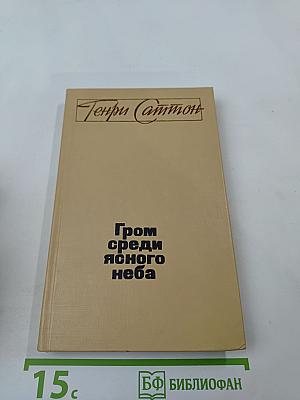 Генри Саттон
Гром
среди
ясного
неба
15с
БФ БИБЛИОФАН